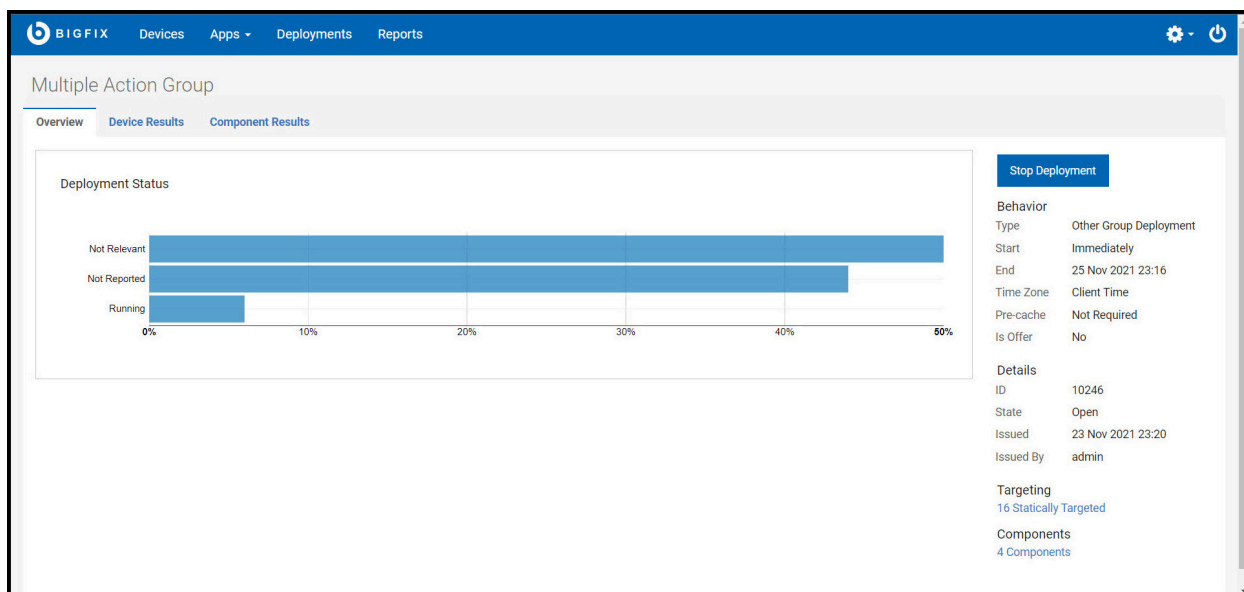 BIGFIX Devices Apps Deployments Reports
Multiple Action Group
Overview Device Results Component Results
Deployment Status
Not Relevant
Not Reported
Running
0% 10% 20% 30% 40% 50%
Stop Deployment
Behavior
Type Other Group Deployment
Start Immediately
End 25 Nov 2021 23:16
Time Zone Client Time
Pre-cache Not Required
Is Offer No
Details
ID 10246
State Open
Issued 23 Nov 2021 23:20
Issued By admin
Targeting
16 Statically Targeted
Components
4 Components